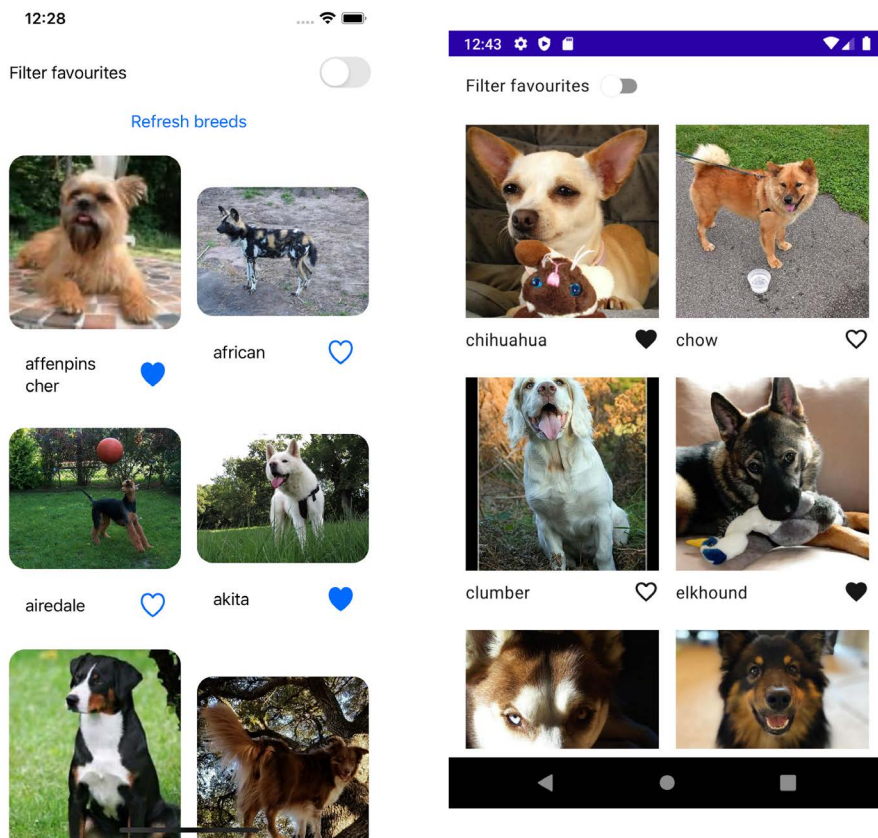 12:28
Filter favourites
Refresh breeds
affenpins
cher
african
airedale
akita
12:43
Filter favourites
chihuahua
chow
clumber
elkhound